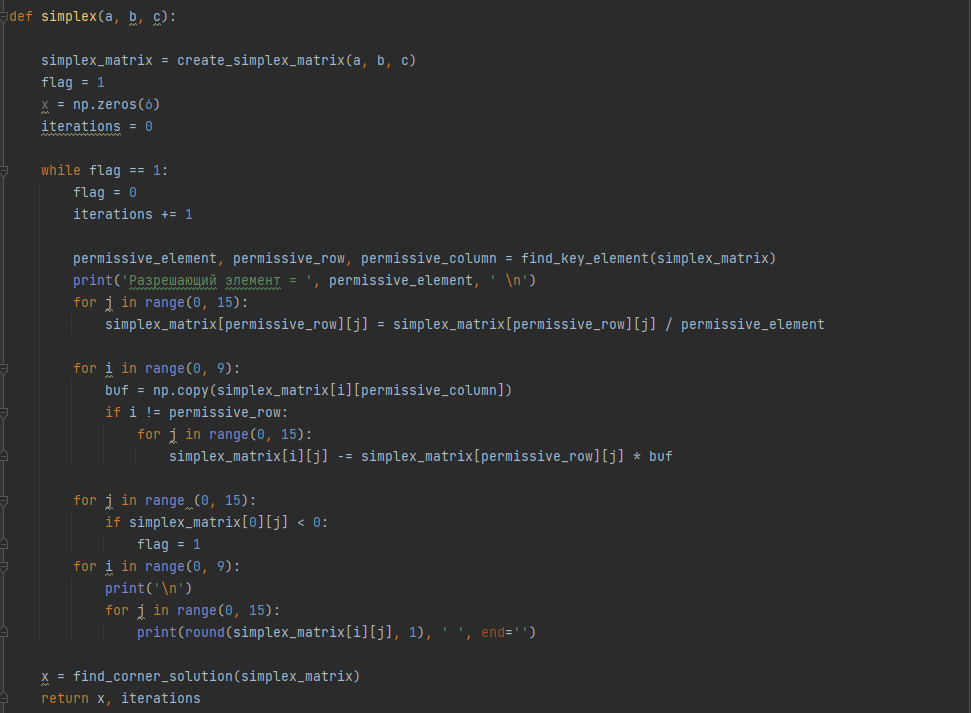 def simplex(a, b, c):
simplex_matrix = create_simplex_matrix(a, b, c)
flag = 1
x = np.zeros(6)
iterations = 0
while flag == 1:
flag = 0
iterations += 1
permissive_element, permissive_row, permissive_column = find_key_element(simplex_matrix)
print('Разрешающий элемент = ', permissive_element, ' \n')
for j in range(0, 15):
simplex_matrix[permissive_row][j] = simplex_matrix[permissive_row][j] / permissive_element
for i in range(0, 9):
buf = np.copy(simplex_matrix[i][permissive_column])
if i != permissive_row:
for j in range(0, 15):
simplex_matrix[i][j] -= simplex_matrix[permissive_row][j] * buf
for j in range (0, 15):
if simplex_matrix[0][j] < 0:
flag = 1
for i in range(0, 9):
print('\n')
for j in range(0, 15):
print(round(simplex_matrix[i][j], 1), ' ', end='')
x = find_corner_solution(simplex_matrix)
return x, iterations